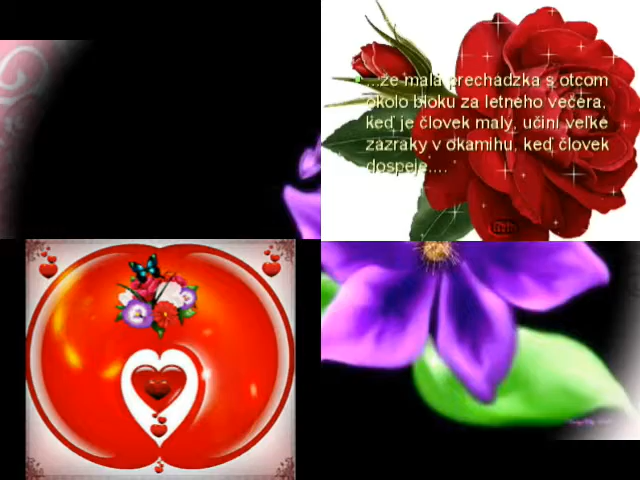 ...že malá prechádzka s otcom
okolo bloku za letného večera,
keď je človek malý, učiní veľké
zázraky v okamihu, keď človek
dospeje....